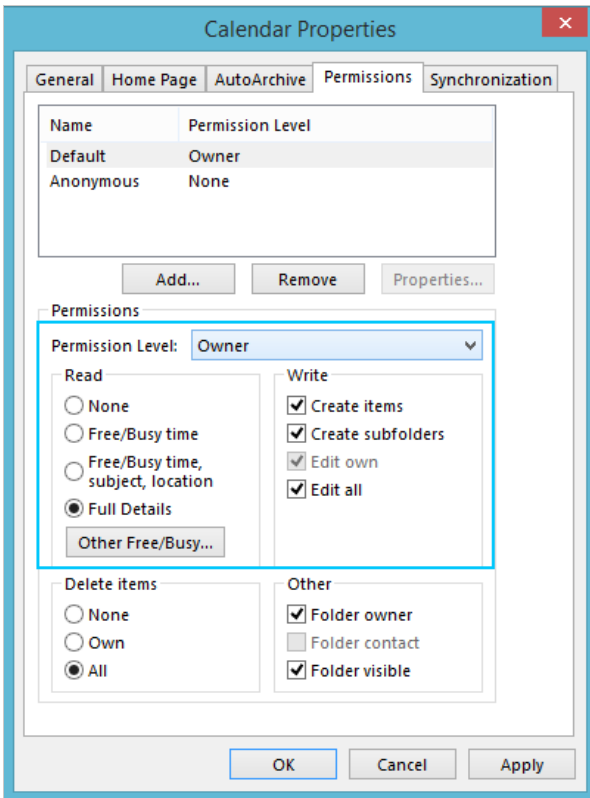 Calendar Properties
General Home Page AutoArchive Permissions Synchronization
Name Permission Level
Default Owner
Anonymous None
Add... Remove Properties...
Permissions
Permission Level: Owner
Read
None
Free/Busy time
Free/Busy time,
subject, location
Full Details
Other Free/Busy...
Write
Create items
Create subfolders
Edit own
Edit all
Delete items
None
Own
All
Other
Folder owner
Folder contact
Folder visible
OK Cancel Apply